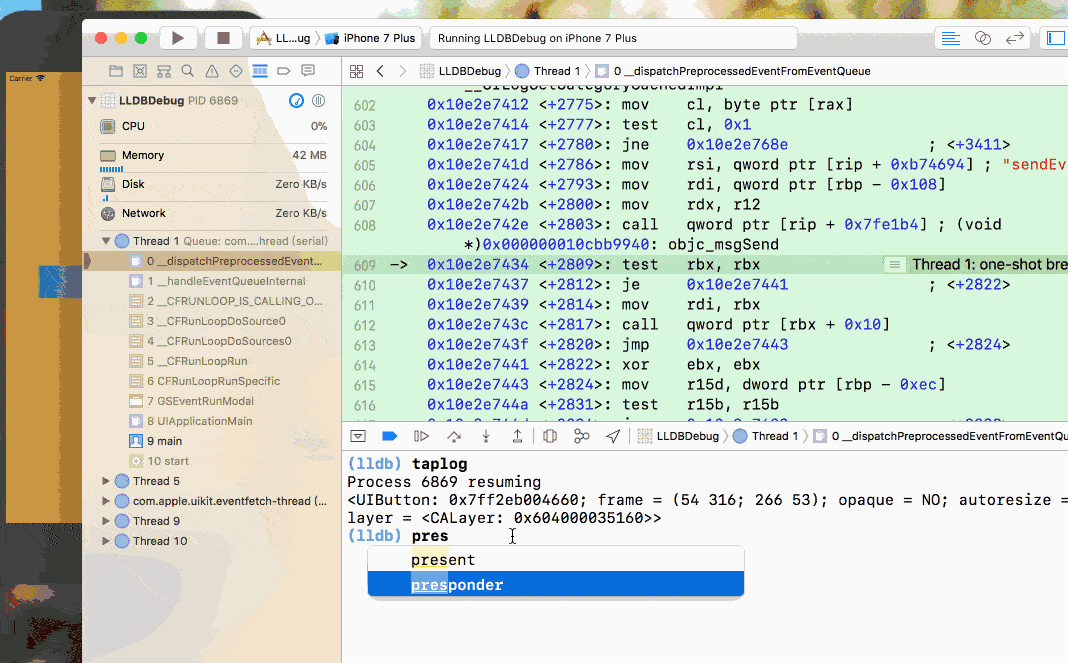 Carrier
LL...ug
iPhone 7 Plus
Running LLDBDebug on iPhone 7 Plus
LLDBDebug
Thread 1
0 __dispatchPreprocessedEventFromEventQueue
LLDBDebug PID 6869
CPU 0%
Memory 42 MB
Disk Zero KB/s
Network Zero KB/s
Thread 1 Queue: com....hread (serial)
0 __dispatchPreprocessedEvent...
1 __handleEventQueueInternal
2 __CFRUNLOOP_IS_CALLING_O...
3 __CFRunLoopDoSource0
4 __CFRunLoopDoSources0
5 __CFRunLoopRun
6 CFRunLoopRunSpecific
7 GSEventRunModal
8 UIApplicationMain
9 main
10 start
Thread 5
com.apple.uikit.eventfetch-thread (...
Thread 9
Thread 10
602 0x10e2e7412 <+2775>: mov cl, byte ptr [rax]
603 0x10e2e7414 <+2777>: test cl, 0x1
604 0x10e2e7417 <+2780>: jne 0x10e2e768e ; <+3411>
605 0x10e2e741d <+2786>: mov rsi, qword ptr [rip + 0xb74694] ; "sendEv
606 0x10e2e7424 <+2793>: mov rdi, qword ptr [rbp - 0x108]
607 0x10e2e742b <+2800>: mov rdx, r12
608 0x10e2e742e <+2803>: call qword ptr [rip + 0x7fe1b4] ; (void
*)0x000000010cbb9940: objc_msgSend
609 -> 0x10e2e7434 <+2809>: test rbx, rbx Thread 1: one-shot bre
610 0x10e2e7437 <+2812>: je 0x10e2e7441 ; <+2822>
611 0x10e2e7439 <+2814>: mov rdi, rbx
612 0x10e2e743c <+2817>: call qword ptr [rbx + 0x10]
613 0x10e2e743f <+2820>: jmp 0x10e2e7443 ; <+2824>
614 0x10e2e7441 <+2822>: xor ebx, ebx
615 0x10e2e7443 <+2824>: mov r15d, dword ptr [rbp - 0xec]
616 0x10e2e744a <+2831>: test r15b, r15b
LLDBDebug
Thread 1
0 __dispatchPreprocessedEventFromEventQu
(lldb) taplog
Process 6869 resuming
<UIButton: 0x7ff2eb004660; frame = (54 316; 266 53); opaque = NO; autoresize =
layer = <CALayer: 0x604000035160>>
(lldb) pres
present
presponder